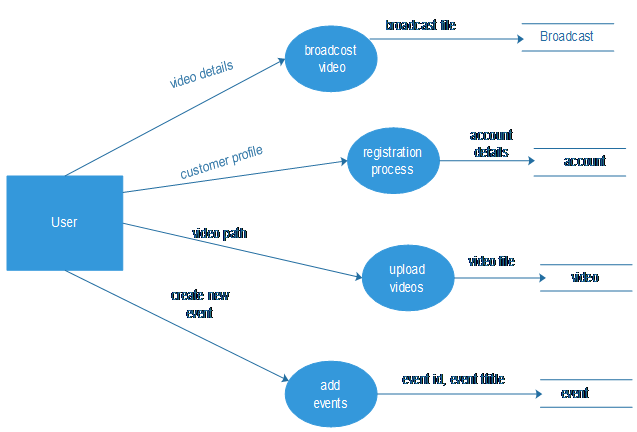 broadcast file
Broadcast
broadcost
video
video details
account
details
registration
process
account
customer profile
User
video path
upload
videos
video file
video
create new
event
add
events
event id, event tfitle
event